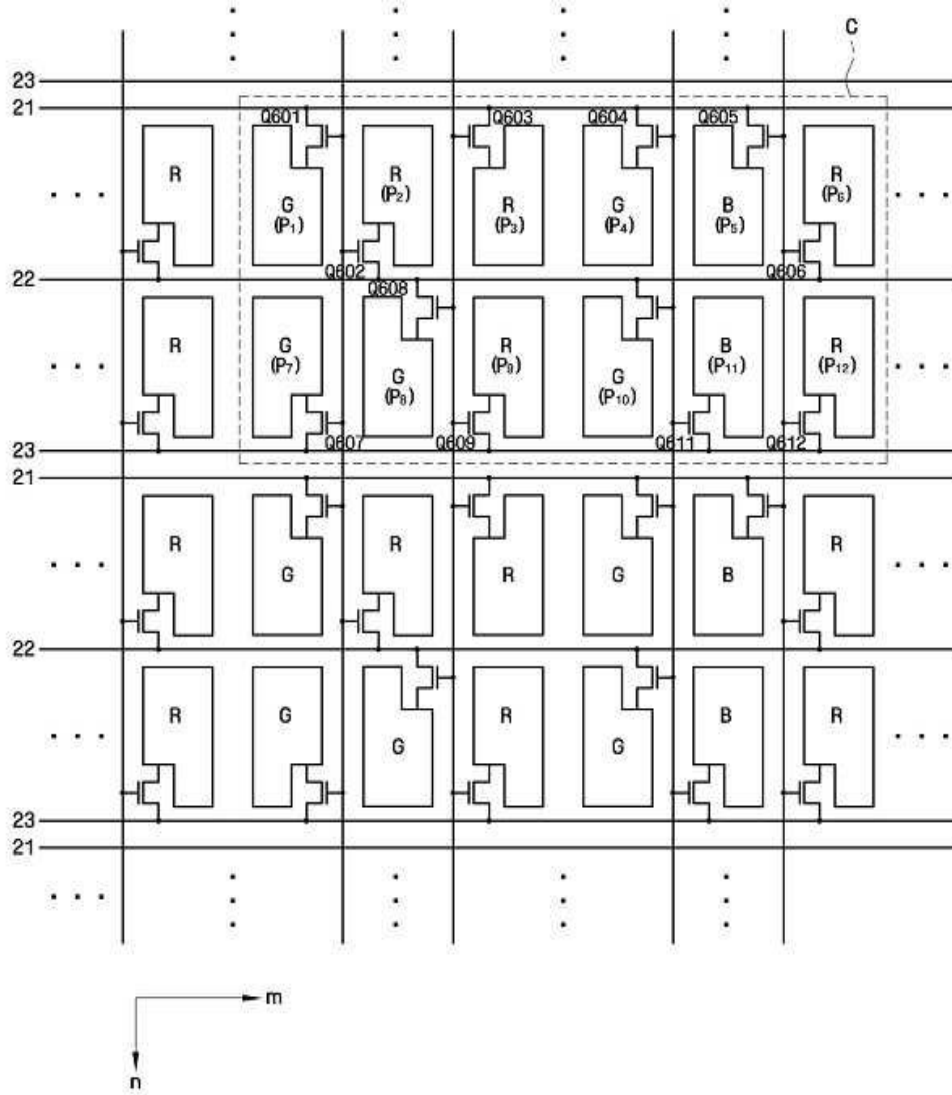 C
23
21
Q601 Q603 Q604 Q605
R G (P₁) R (P₂) R (P₃) G (P₄) B (P₅) R (P₆)
Q602 Q606
22
Q608
R G (P₇) G (P₈) R (P₉) G (P₁₀) B (P₁₁) R (P₁₂)
23 Q607 Q609 Q611 Q612
21
R G R R G B R
22
R G G R G B R
23
21
m
n